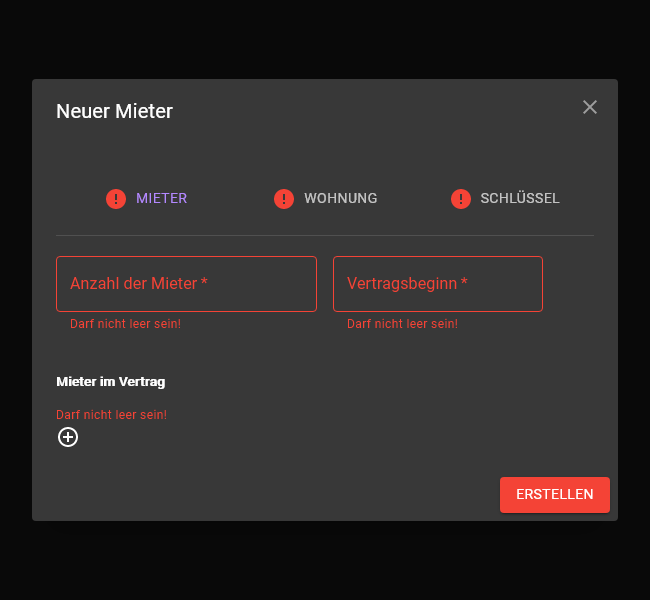 Neuer Mieter
MIETER WOHNUNG SCHLÜSSEL
Anzahl der Mieter * Vertragsbeginn *
Darf nicht leer sein! Darf nicht leer sein!
Mieter im Vertrag
Darf nicht leer sein!
ERSTELLEN